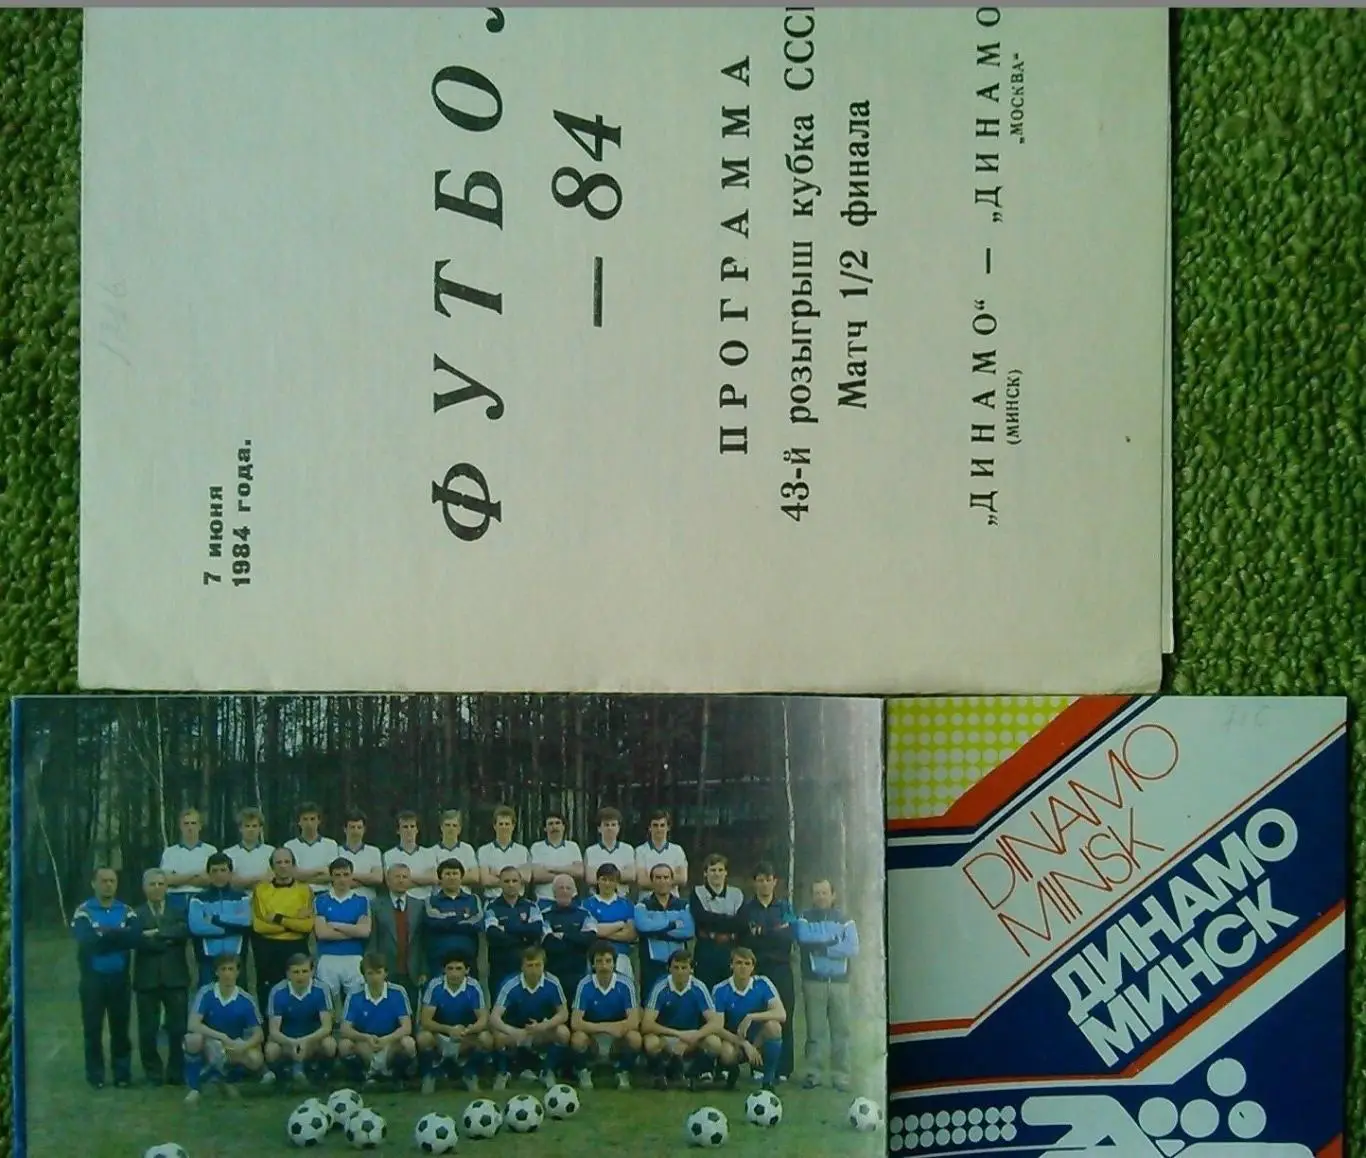 7 июня
1984 года.
ФУТБОЛ
— 84
ПРОГРАММА
43-й розыгрыш кубка СССР
Матч 1/2 финала
„ДИНАМО“ — „ДИНАМО
(МИНСК) „МОСКВА“
DINAMO
MINSK
ДИНАМО
МИНСК